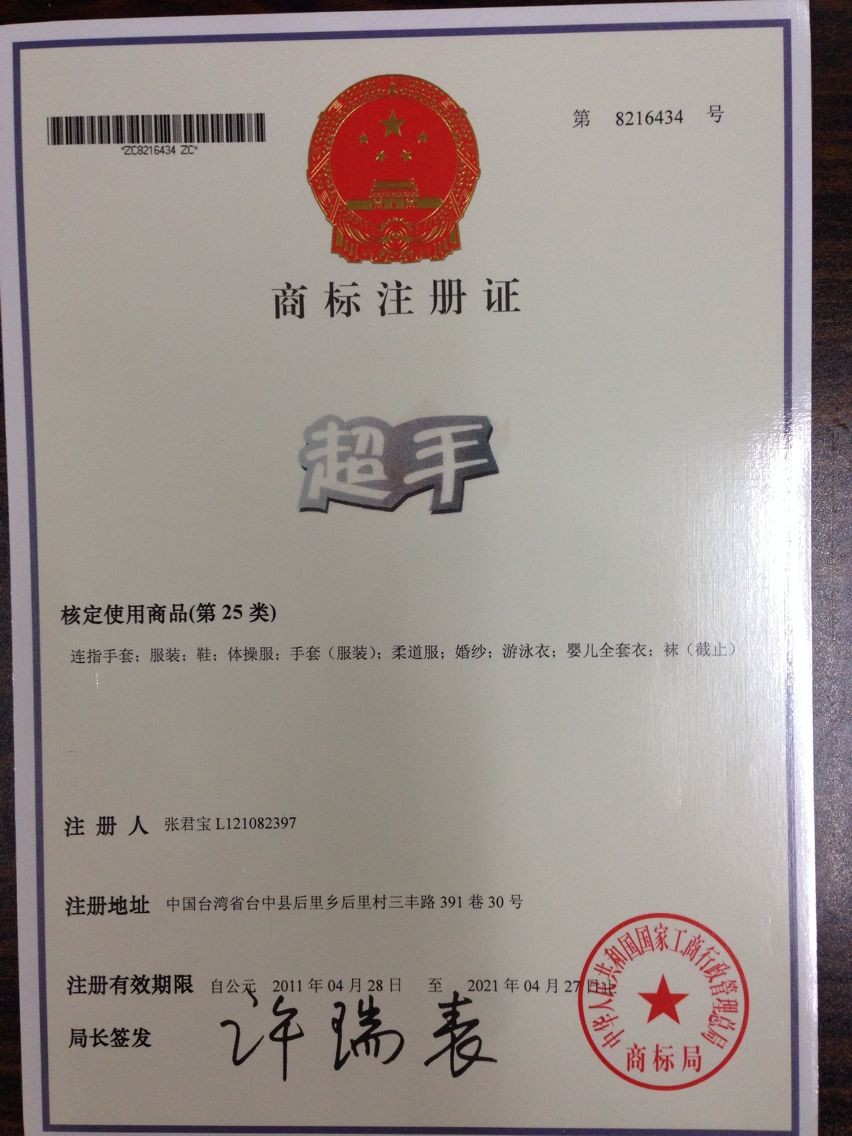 *ZC8216434 ZC*
第 8216434 号
商标注册证
超手
核定使用商品(第 25 类)
连指手套；服装；鞋；体操服；手套（服装）；柔道服；婚纱；游泳衣；婴儿全套衣；袜（截止）
注 册 人 张君宝 L121082397
注册地址 中国台湾省台中县后里乡后里村三丰路 391 巷 30 号
注册有效期限 自公元 2011 年 04 月 28 日 至 2021 年 04 月 27 日止
局长签发 许瑞表
中华人民共和国国家工商行政管理总局
商标局